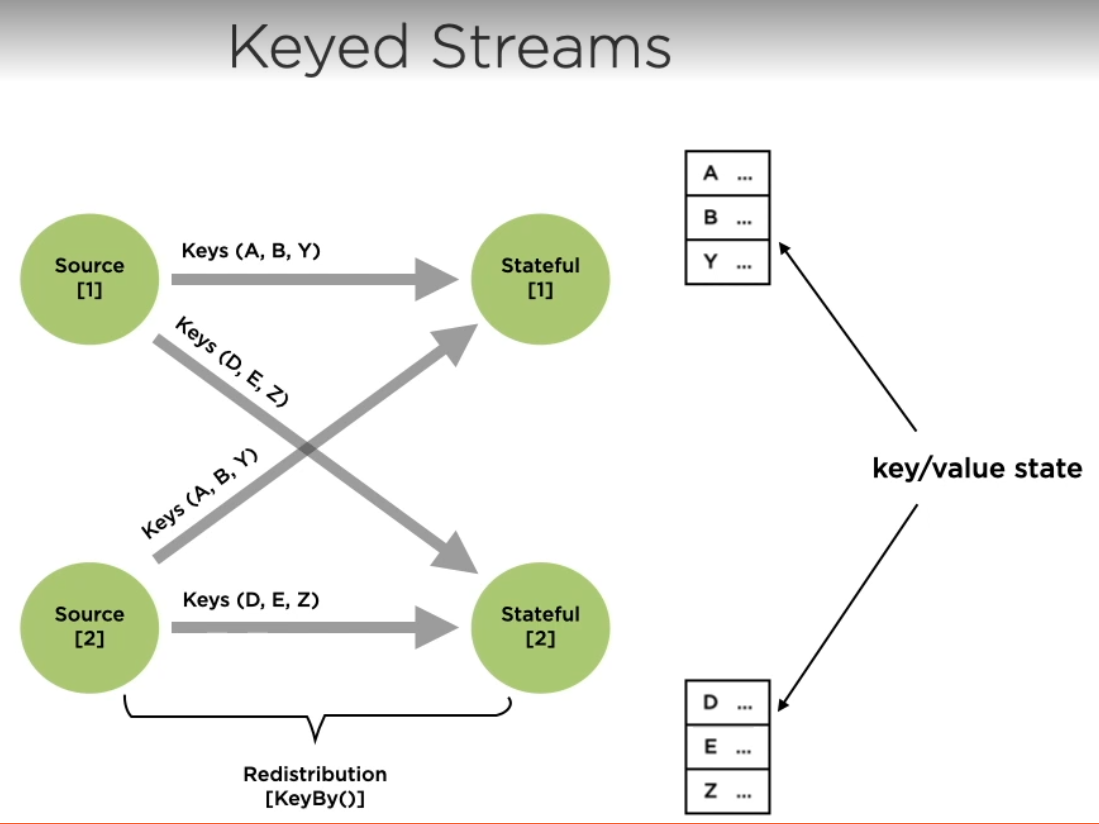 Keyed Streams
A ...
B ...
Y ...
Source
[1]
Keys (A, B, Y)
Stateful
[1]
Keys (D, E, Z)
Keys (A, B, Y)
key/value state
Source
[2]
Keys (D, E, Z)
Stateful
[2]
D ...
E ...
Z ...
Redistribution
[KeyBy()]